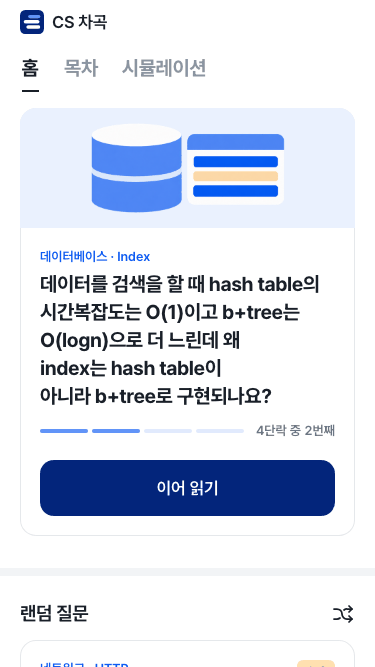 CS 차곡
홈 목차 시뮬레이션
데이터베이스 · Index
데이터를 검색을 할 때 hash table의
시간복잡도는 O(1)이고 b+tree는
O(logn)으로 더 느린데 왜
index는 hash table이
아니라 b+tree로 구현되나요?
4단락 중 2번째
이어 읽기
랜덤 질문